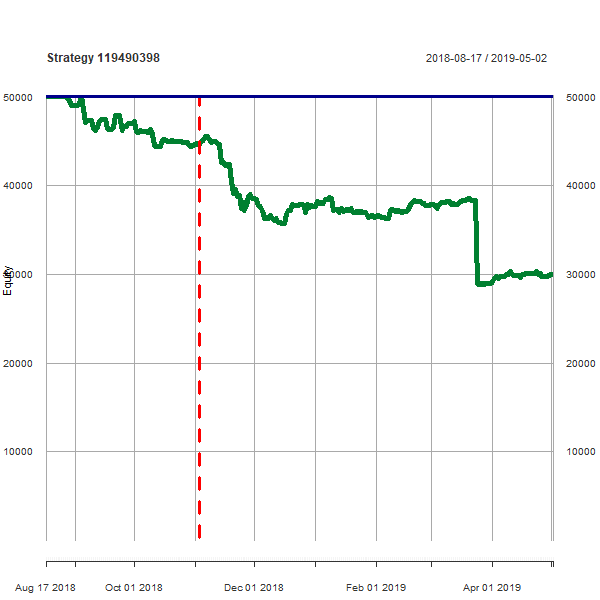 Strategy 119490398 2018-08-17 / 2019-05-02
50000 50000
40000 40000
Equity
30000 30000
20000 20000
10000 10000
Aug 17 2018 Oct 01 2018 Dec 01 2018 Feb 01 2019 Apr 01 2019